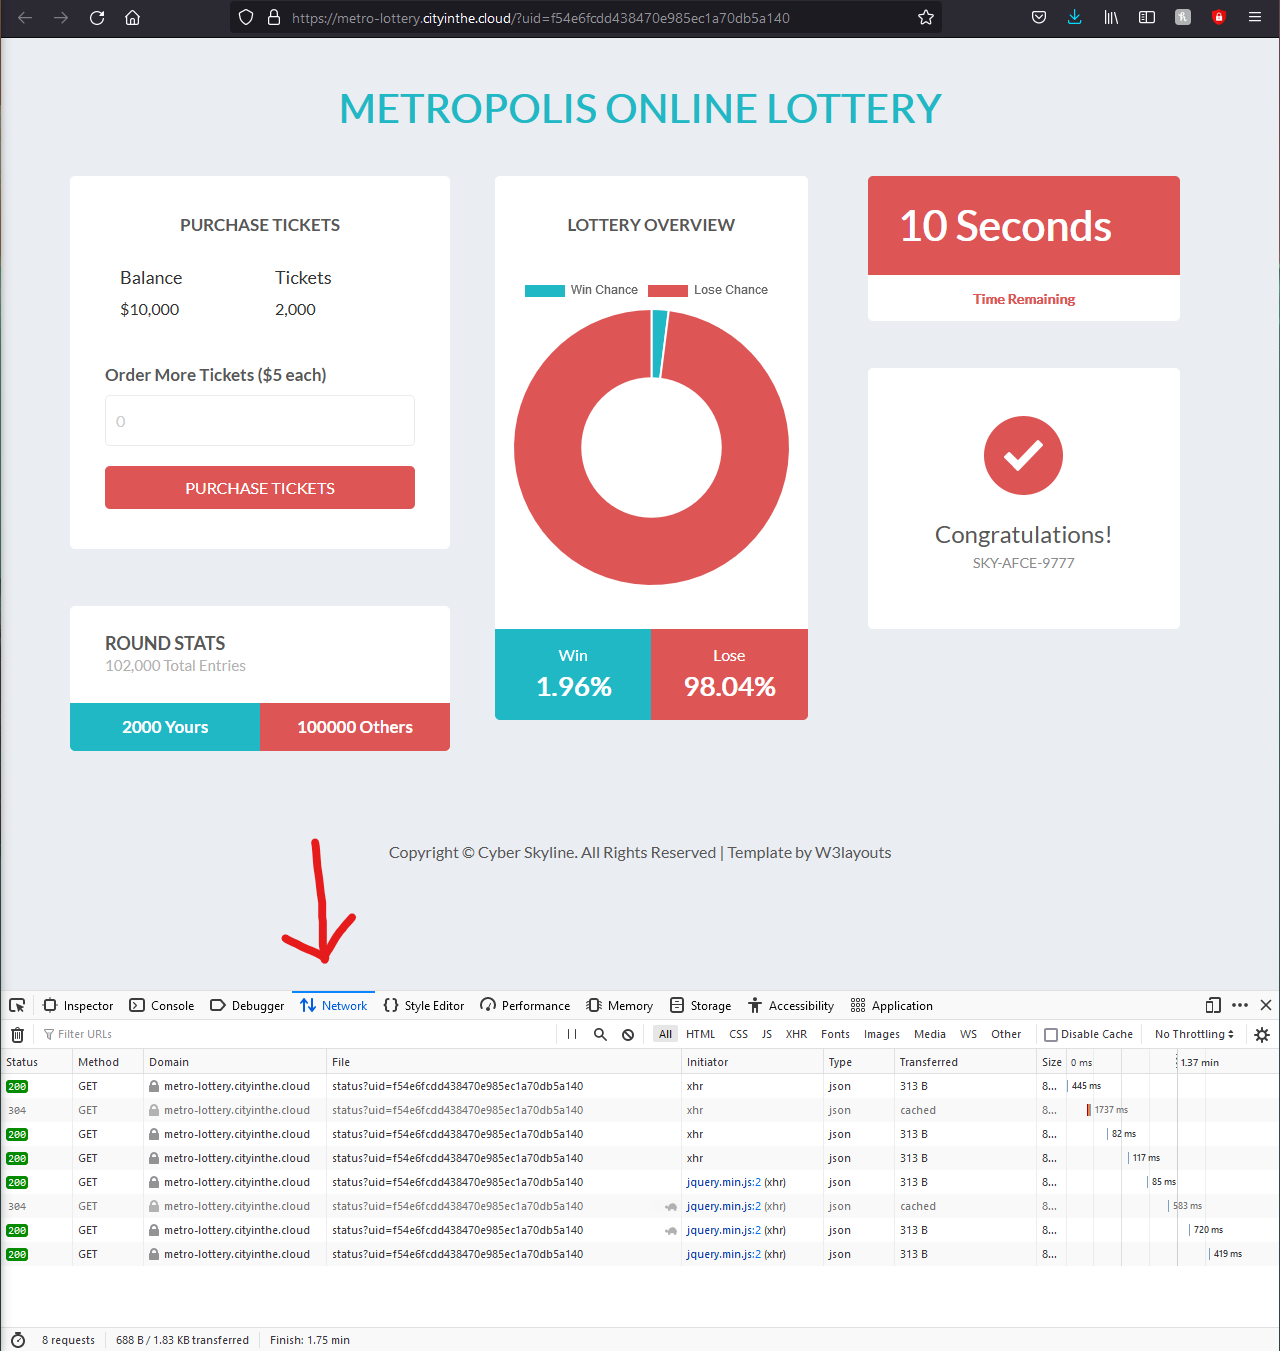 https://metro-lottery.cityinthe.cloud/?uid=f54e6fcdd438470e985ec1a70db5a140
METROPOLIS ONLINE LOTTERY
PURCHASE TICKETS
Balance Tickets
$10,000 2,000
Order More Tickets ($5 each)
0
PURCHASE TICKETS
ROUND STATS
102,000 Total Entries
2000 Yours 100000 Others
LOTTERY OVERVIEW
Win Chance Lose Chance
Win Lose
1.96% 98.04%
10 Seconds
Time Remaining
Congratulations!
SKY-AFCE-9777
Copyright © Cyber Skyline. All Rights Reserved | Template by W3layouts
Inspector Console Debugger Network Style Editor Performance Memory Storage Accessibility Application
Filter URLs All HTML CSS JS XHR Fonts Images Media WS Other Disable Cache No Throttling
Status Method Domain File Initiator Type Transferred Size 0 ms 1.37 min
200 GET metro-lottery.cityinthe.cloud status?uid=f54e6fcdd438470e985ec1a70db5a140 xhr json 313 B 8... 445 ms
304 GET metro-lottery.cityinthe.cloud status?uid=f54e6fcdd438470e985ec1a70db5a140 xhr json cached 8... 1737 ms
200 GET metro-lottery.cityinthe.cloud status?uid=f54e6fcdd438470e985ec1a70db5a140 xhr json 313 B 8... 82 ms
200 GET metro-lottery.cityinthe.cloud status?uid=f54e6fcdd438470e985ec1a70db5a140 xhr json 313 B 8... 117 ms
200 GET metro-lottery.cityinthe.cloud status?uid=f54e6fcdd438470e985ec1a70db5a140 jquery.min.js:2 (xhr) json 313 B 8... 85 ms
304 GET metro-lottery.cityinthe.cloud status?uid=f54e6fcdd438470e985ec1a70db5a140 jquery.min.js:2 (xhr) json cached 8... 583 ms
200 GET metro-lottery.cityinthe.cloud status?uid=f54e6fcdd438470e985ec1a70db5a140 jquery.min.js:2 (xhr) json 313 B 8... 720 ms
200 GET metro-lottery.cityinthe.cloud status?uid=f54e6fcdd438470e985ec1a70db5a140 jquery.min.js:2 (xhr) json 313 B 8... 419 ms
8 requests 688 B / 1.83 KB transferred Finish: 1.75 min